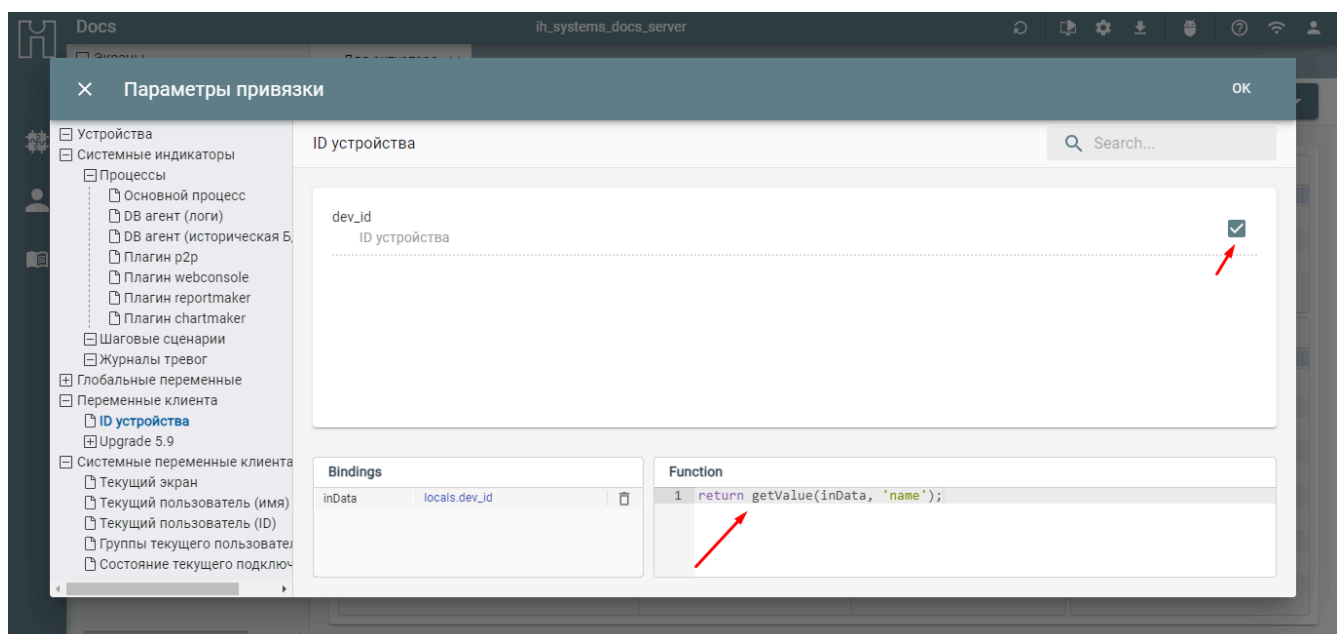 Docs
ih_systems_docs_server
Параметры привязки
OK
Устройства
Системные индикаторы
Процессы
Основной процесс
DB агент (логи)
DB агент (историческая Б
Плагин p2p
Плагин webconsole
Плагин reportmaker
Плагин chartmaker
Шаговые сценарии
Журналы тревог
Глобальные переменные
Переменные клиента
ID устройства
Upgrade 5.9
Системные переменные клиента
Текущий экран
Текущий пользователь (имя)
Текущий пользователь (ID)
Группы текущего пользовател
Состояние текущего подключ
ID устройства
Search...
dev_id
ID устройства
Bindings
inData locals.dev_id
Function
1 return getValue(inData, 'name');